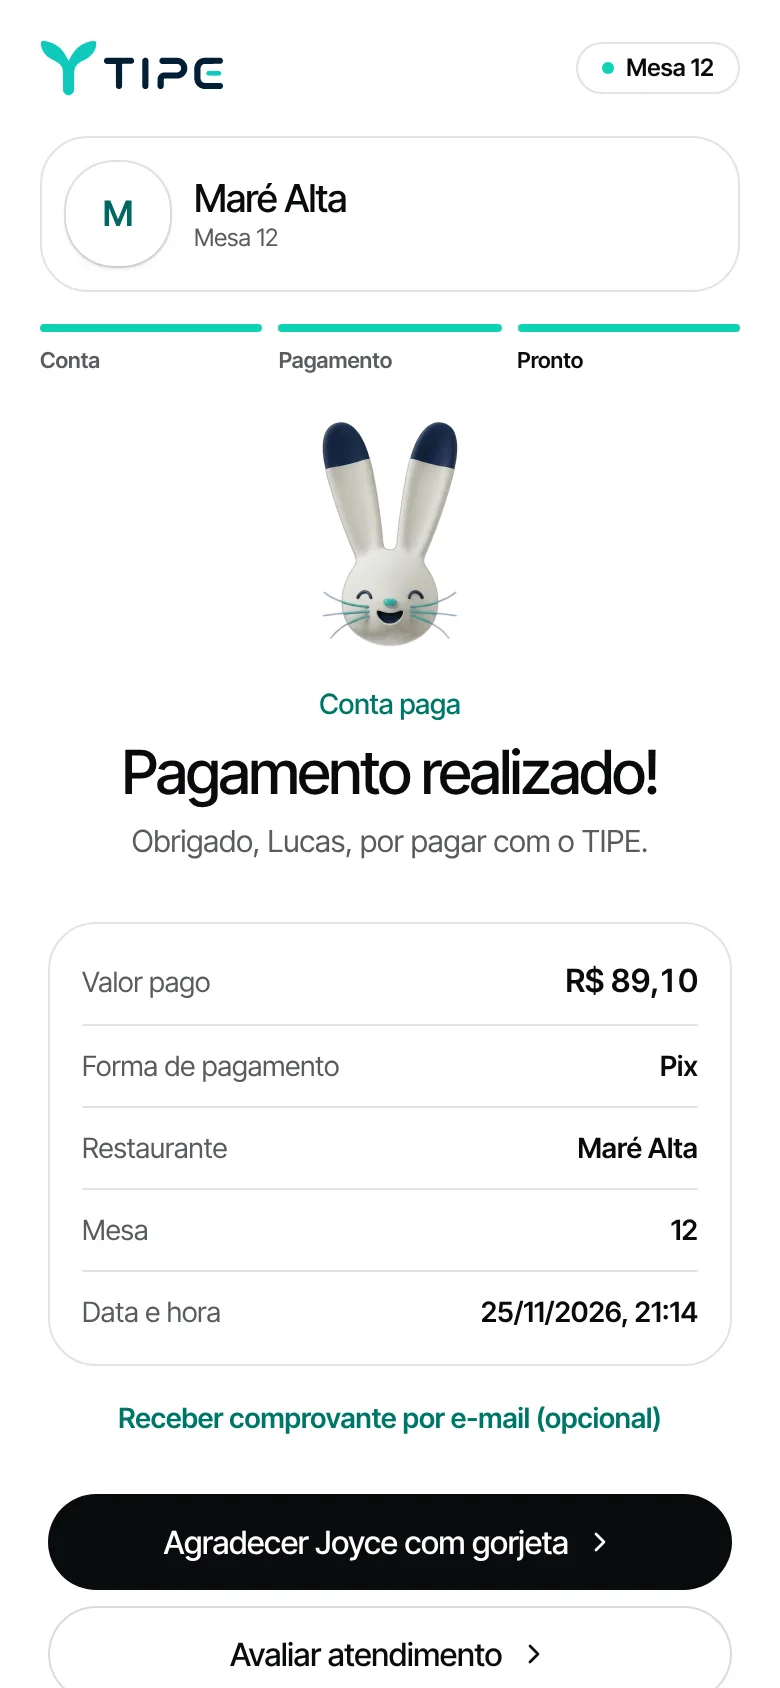 TIPE
Mesa 12
M
Maré Alta
Mesa 12
Conta
Pagamento
Pronto
Conta paga
Pagamento realizado!
Obrigado, Lucas, por pagar com o TIPE.
Valor pago
R$ 89,10
Forma de pagamento
Pix
Restaurante
Maré Alta
Mesa
12
Data e hora
25/11/2026, 21:14
Receber comprovante por e-mail (opcional)
Agradecer Joyce com gorjeta
Avaliar atendimento